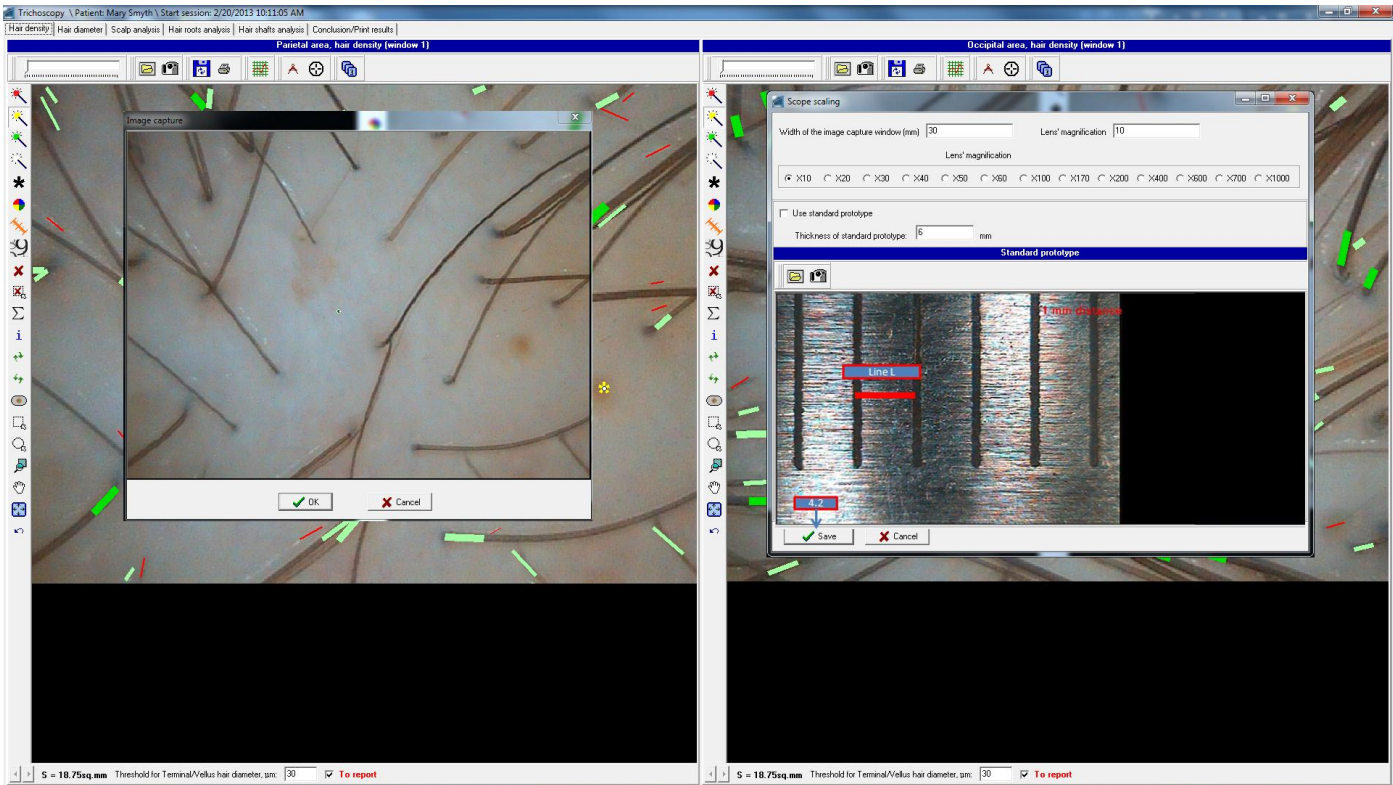 Trichoscopy \ Patient: Mary Smyth \ Start session: 2/20/2013 10:11:05 AM
Hair density | Hair diameter | Scalp analysis | Hair roots analysis | Hair shafts analysis | Conclusion/Print results
Parietal area, hair density (window 1)
Image capture
OK
Cancel
S = 18.75sq.mm Threshold for Terminal/Vellus hair diameter, µm: 30 To report
Occipital area, hair density (window 1)
Scope scaling
Width of the image capture window (mm) 30 Lens' magnification 10
Lens' magnification
X10 X20 X30 X40 X50 X60 X100 X170 X200 X400 X600 X700 X1000
Use standard prototype
Thickness of standard prototype: 6 mm
Standard prototype
1 mm distance
Line L
4.2
Save
Cancel
S = 18.75sq.mm Threshold for Terminal/Vellus hair diameter, µm: 30 To report